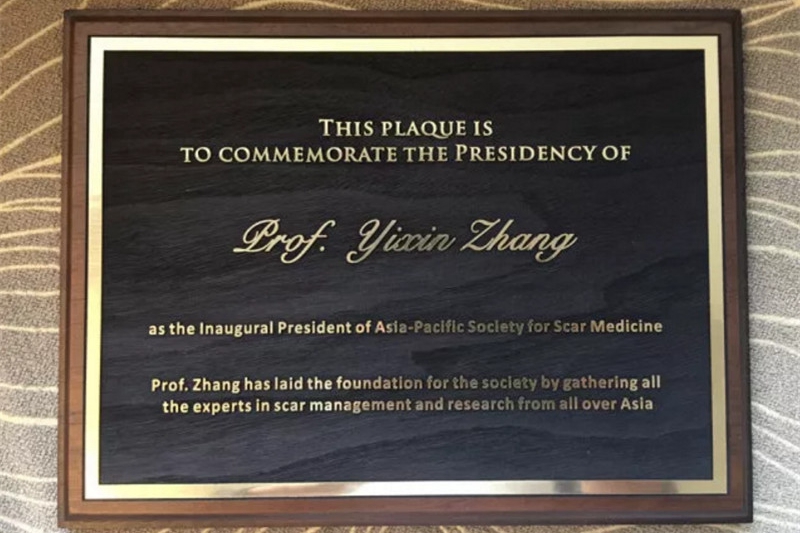 THIS PLAQUE IS
TO COMMEMORATE THE PRESIDENCY OF
Prof. Yixin Zhang
as the Inaugural President of Asia-Pacific Society for Scar Medicine
Prof. Zhang has laid the foundation for the society by gathering all
the experts in scar management and research from all over Asia